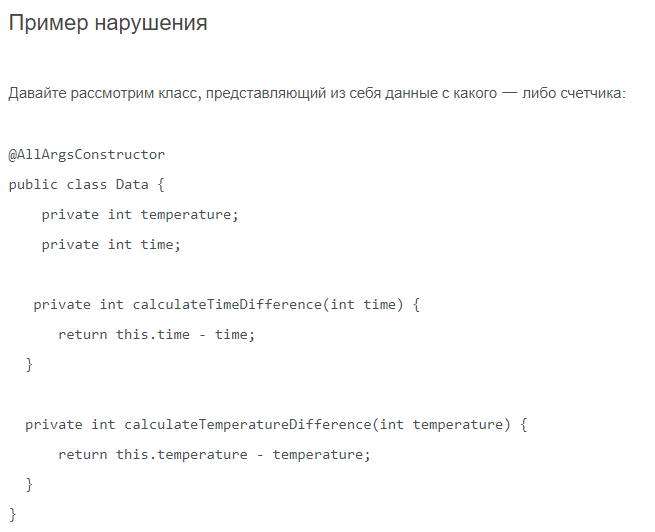 Пример нарушения
Давайте рассмотрим класс, представляющий из себя данные с какого — либо счетчика:
@AllArgsConstructor
public class Data {
    private int temperature;
    private int time;
   private int calculateTimeDifference(int time) {
      return this.time - time;
  }
  private int calculateTemperatureDifference(int temperature) {
      return this.temperature - temperature;
  }
}